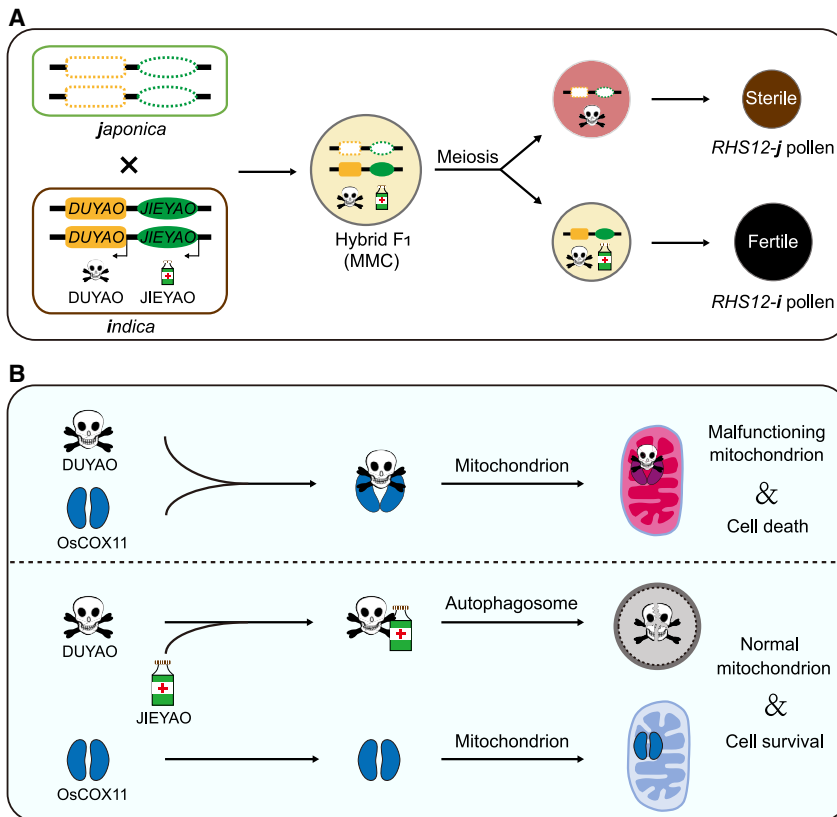 A
japonica
×
DUYAO JIEYAO
DUYAO JIEYAO
DUYAO JIEYAO
indica
Hybrid F1
(MMC)
Meiosis
Sterile
RHS12-j pollen
Fertile
RHS12-i pollen
B
DUYAO
OsCOX11
Mitochondrion
Malfunctioning
mitochondrion
&
Cell death
DUYAO
JIEYAO
Autophagosome
OsCOX11
Mitochondrion
Normal
mitochondrion
&
Cell survival